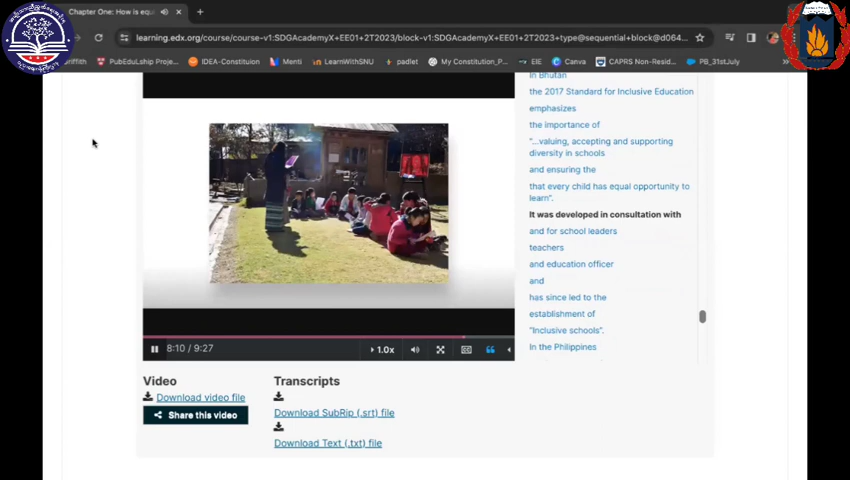 Chapter One: How is equ
learning.edx.org/course/course-v1:SDGAcademyX+EE01+2T2023/block-v1:SDGAcademyX+EE01+2T2023+type@sequential+block@d064...
riffith
PubEduLship Proje...
IDEA-Constituion
Menti
LearnWithSNU
padlet
My Constitution_P...
EIE
Canva
CAPRS Non-Resid...
PB_31stJuly
in Bhutan
the 2017 Standard for Inclusive Education
emphasizes
the importance of
"...valuing, accepting and supporting
diversity in schools
and ensuring the
that every child has equal opportunity to
learn".
It was developed in consultation with
and for school leaders
teachers
and education officer
and
has since led to the
establishment of
"Inclusive schools".
In the Philippines
8:10 / 9:27
1.0x
Video
Download video file
Share this video
Transcripts
Download SubRip (.srt) file
Download Text (.txt) file